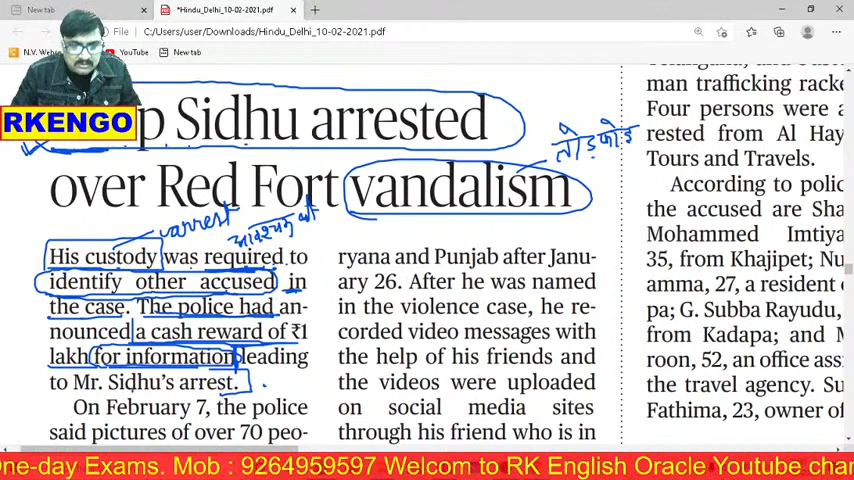 New tab
*Hindu_Delhi_10-02-2021.pdf
C:/Users/user/Downloads/Hindu_Delhi_10-02-2021.pdf
YouTube
New tab
RKENGO
p Sidhu arrested
over Red Fort vandalism
तोड़ फोड़
arrest
His custody was required to
identify other accused in
the case. The police had an-
nounced a cash reward of ₹1
lakh for information leading
to Mr. Sidhu's arrest.
On February 7, the police
said pictures of over 70 peo-
ryana and Punjab after Janu-
ary 26. After he was named
in the violence case, he re-
corded video messages with
the help of his friends and
the videos were uploaded
on social media sites
through his friend who is in
man trafficking racke
Four persons were a
rested from Al Hay
Tours and Travels.
According to polic
the accused are Sha
Mohammed Imtiya
35, from Khajipet; Nu
amma, 27, a resident o
pa; G. Subba Rayudu,
from Kadapa; and M
roon, 52, an office assi
the travel agency. Su
Fathima, 23, owner of
One-day Exams. Mob : 9264959597 Welcom to RK English Oracle Youtube chan